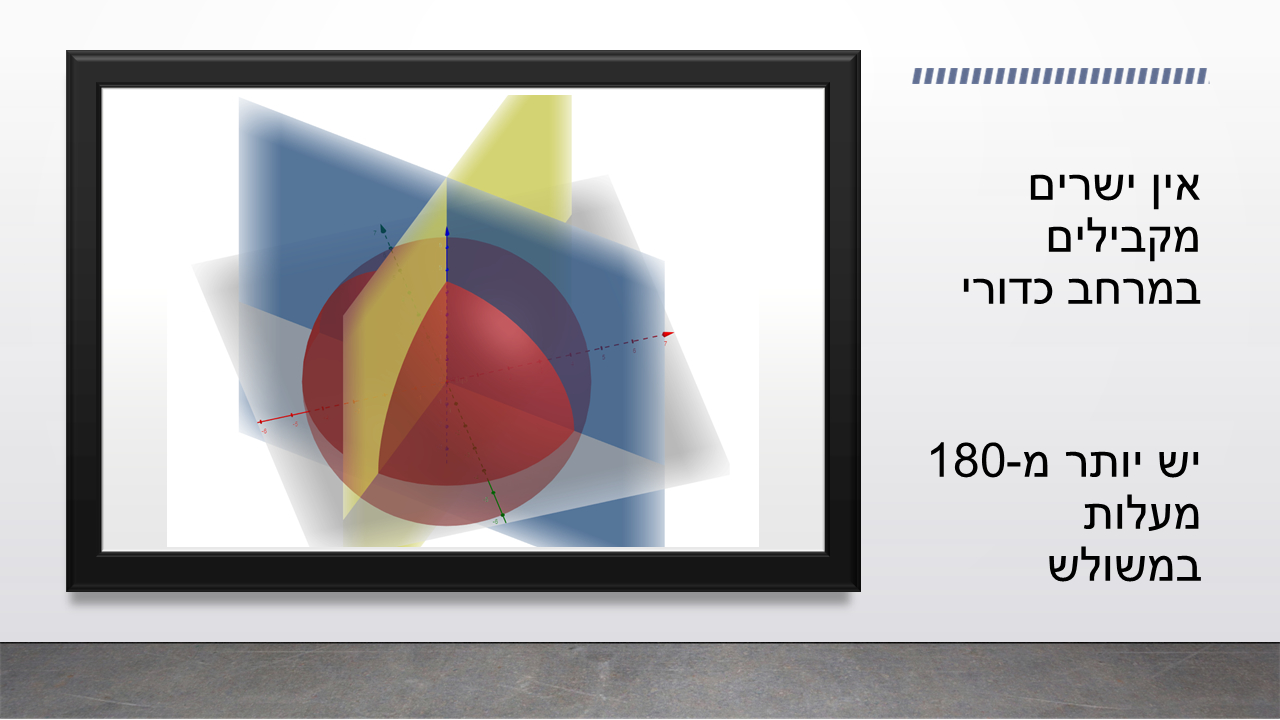 אין ישרים
מקבילים
במרחב כדורי
יש יותר מ-180
מעלות
במשולש